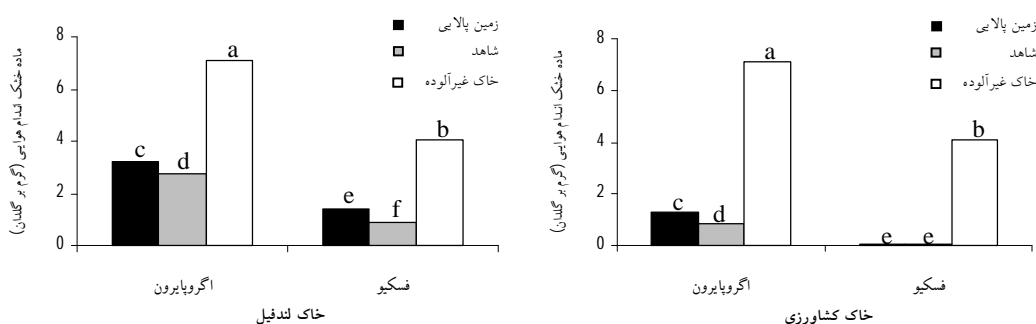 ماده خشک اندام هوایی (گرم بر گلدان)
8
6
4
2
0
زمین پالایی
شاهد
خاک غیرآلوده
a
b
c
d
e
f
اگروپایرون
فسکیو
خاک لندفیل
ماده خشک اندام هوایی (گرم بر گلدان)
8
6
4
2
0
زمین پالایی
شاهد
خاک غیرآلوده
a
b
c
d
e
e
اگروپایرون
فسکیو
خاک کشاورزی